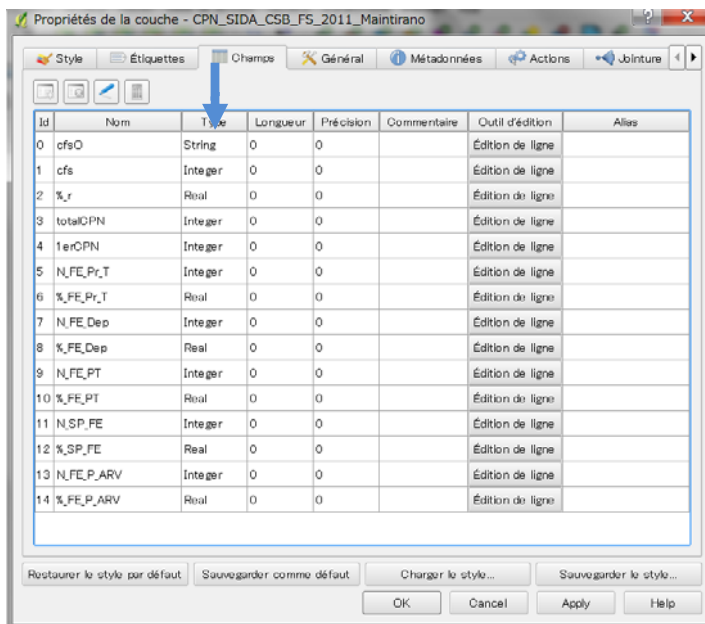 Propriétés de la couche - CPN_SIDA_CSB_FS_2011_Maintirano
Style Étiquettes Champs Général Métadonnées Actions Jointure
Id Nom Type Longueur Précision Commentaire Outil d'édition Alias
0 cfsO String 0 0 Édition de ligne
1 cfs Integer 0 0 Édition de ligne
2 %_r Real 0 0 Édition de ligne
3 totalCPN Integer 0 0 Édition de ligne
4 1erCPN Integer 0 0 Édition de ligne
5 N_FE_Pr_T Integer 0 0 Édition de ligne
6 %_FE_Pr_T Real 0 0 Édition de ligne
7 N_FE_Dep Integer 0 0 Édition de ligne
8 %_FE_Dep Real 0 0 Édition de ligne
9 N_FE_PT Integer 0 0 Édition de ligne
10 %_FE_PT Real 0 0 Édition de ligne
11 N_SP_FE Integer 0 0 Édition de ligne
12 %_SP_FE Real 0 0 Édition de ligne
13 N_FE_P_ARV Integer 0 0 Édition de ligne
14 %_FE_P_ARV Real 0 0 Édition de ligne
Restaurer le style par défaut Sauvegarder comme défaut Charger le style... Sauvegarder le style...
OK Cancel Apply Help